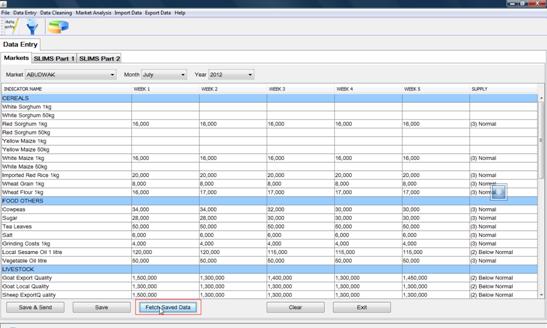 File Data Entry Data Cleaning Market Analysis Import Data Export Data Help
Data Entry
Markets SLIMS Part 1 SLIMS Part 2
Market ABUDWAK Month July Year 2012
INDICATOR NAME WEEK 1 WEEK 2 WEEK 3 WEEK 4 WEEK 5 SUPPLY
CEREALS
White Sorghum 1kg
White Sorghum 50kg
Red Sorghum 1kg 16,000 16,000 16,000 16,000 16,000 (3) Normal
Red Sorghum 50kg
Yellow Maize 1kg
Yellow Maize 50kg
White Maize 1kg 16,000 16,000 16,000 16,000 16,000 (3) Normal
White Maize 50kg
Imported Red Rice 1kg 20,000 20,000 20,000 20,000 20,000 (3) Normal
Wheat Grain 1kg 8,000 8,000 8,000 8,000 8,000 (3) Normal
Wheat Flour 1kg 16,000 17,000 17,000 17,000 17,000 (3) Normal
FOOD OTHERS
Cowpeas 34,000 34,000 32,000 30,000 30,000 (3) Normal
Sugar 28,000 28,000 30,000 30,000 30,000 (3) Normal
Tea Leaves 50,000 50,000 50,000 50,000 50,000 (3) Normal
Salt 6,000 6,000 6,000 6,000 6,000 (3) Normal
Grinding Costs 1kg 4,000 4,000 4,000 4,000 4,000 (3) Normal
Local Sesame Oil 1 litre 120,000 120,000 115,000 115,000 115,000 (2) Below Normal
Vegetable Oil litre 50,000 50,000 50,000 50,000 50,000 (3) Normal
LIVESTOCK
Goat Export Quality 1,500,000 1,300,000 1,400,000 1,300,000 1,450,000 (2) Below Normal
Goat Local Quality 1,300,000 1,300,000 1,300,000 1,300,000 1,300,000 (2) Below Normal
Sheep ExportQ uality 1,500,000 1,300,000 1,300,000 1,300,000 1,300,000 (2) Below Normal
Save & Send Save Fetch Saved Data Clear Exit